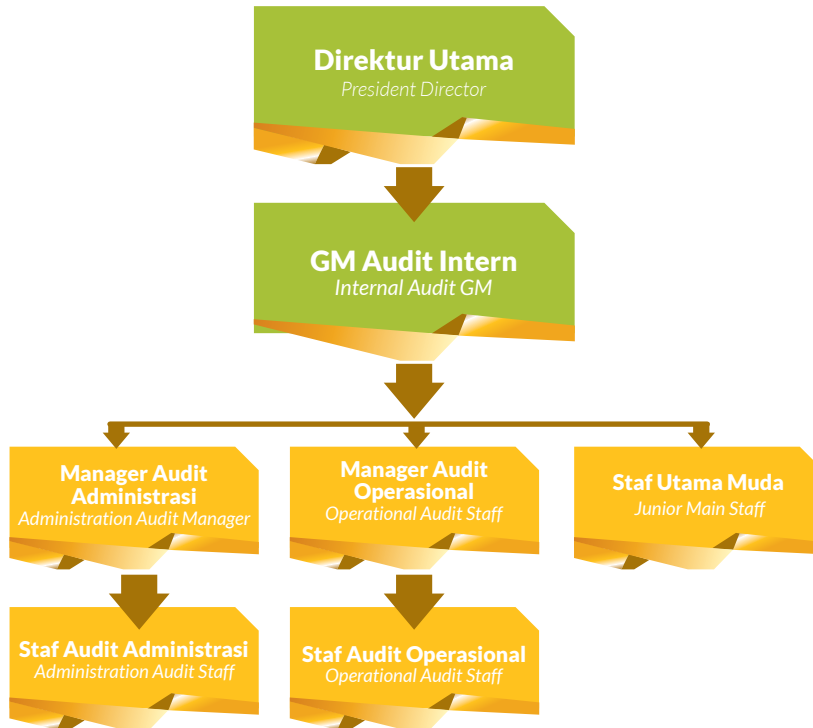 Direktur Utama
President Director
GM Audit Intern
Internal Audit GM
Manager Audit
Administrasi
Administration Audit Manager
Manager Audit
Operasional
Operational Audit Staff
Staf Utama Muda
Junior Main Staff
Staf Audit Administrasi
Administration Audit Staff
Staf Audit Operasional
Operational Audit Staff